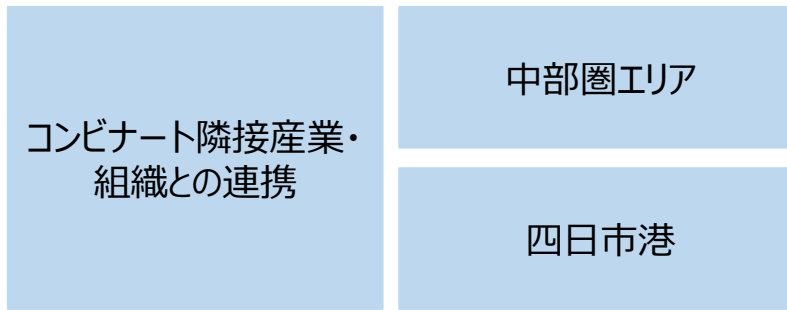 コンビナート隣接産業・
組織との連携
中部圏エリア
四日市港